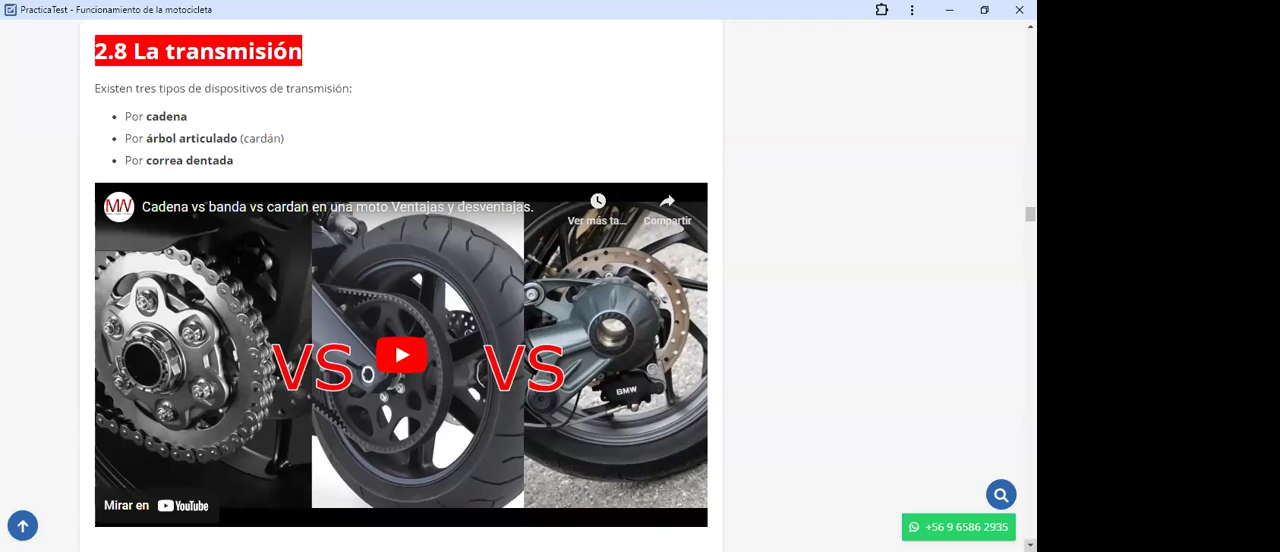 PracticaTest - Funcionamiento de la motocicleta
2.8 La transmisión
Existen tres tipos de dispositivos de transmisión:
• Por cadena
• Por árbol articulado (cardán)
• Por correa dentada
MW
Cadena vs banda vs cardan en una moto Ventajas y desventajas.
Ver más ta...
Compartir
VS
VS
BMW
Mirar en YouTube
+56 9 6586 2935